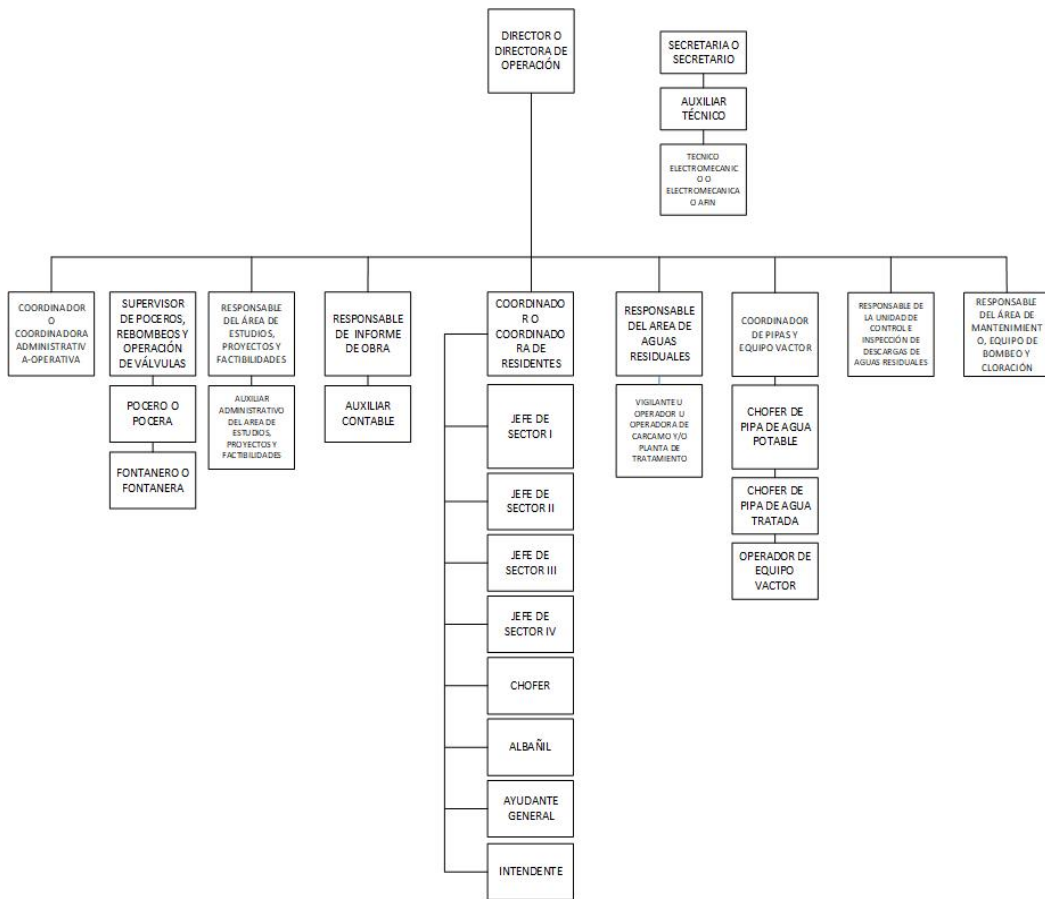 DIRECTOR O
DIRECTORA DE
OPERACIÓN
SECRETARIA O
SECRETARIO
AUXILIAR
TÉCNICO
TECNICO
ELECTROMECANIC
O O
ELECTROMECANICA
O AFIN
COORDINADOR
O
COORDINADORA
ADMINISTRATIV
A-OPERATIVA
SUPERVISOR
DE POCEROS,
REBOMBEOS Y
OPERACIÓN
DE VÁLVULAS
POCERO O
POCERA
FONTANERO O
FONTANERA
RESPONSABLE
DEL ÁREA DE
ESTUDIOS,
PROYECTOS Y
FACTIBILIDADES
AUXILIAR
ADMINISTRATIVO
DEL AREA DE
ESTUDIOS,
PROYECTOS Y
FACTIBILIDADES
RESPONSABLE
DE INFORME
DE OBRA
AUXILIAR
CONTABLE
COORDINADO
R O
COORDINADO
RA DE
RESIDENTES
JEFE DE
SECTOR I
JEFE DE
SECTOR II
JEFE DE
SECTOR III
JEFE DE
SECTOR IV
CHOFER
ALBAÑIL
AYUDANTE
GENERAL
INTENDENTE
RESPONSABLE
DEL AREA DE
AGUAS
RESIDUALES
VIGILANTE U
OPERADOR U
OPERADORA DE
CARCAMO Y/O
PLANTA DE
TRATAMIENTO
COORDINADOR
DE PIPAS Y
EQUIPO VACTOR
CHOFER DE
PIPA DE AGUA
POTABLE
CHOFER DE
PIPA DE AGUA
TRATADA
OPERADOR DE
EQUIPO
VACTOR
RESPONSABLE DE
LA UNIDAD DE
CONTROL E
INSPECCIÓN DE
DESCARGAS DE
AGUAS RESIDUALES
RESPONSABLE
DEL ÁREA DE
MANTENIMIENT
O, EQUIPO DE
BOMBEO Y
CLORACIÓN